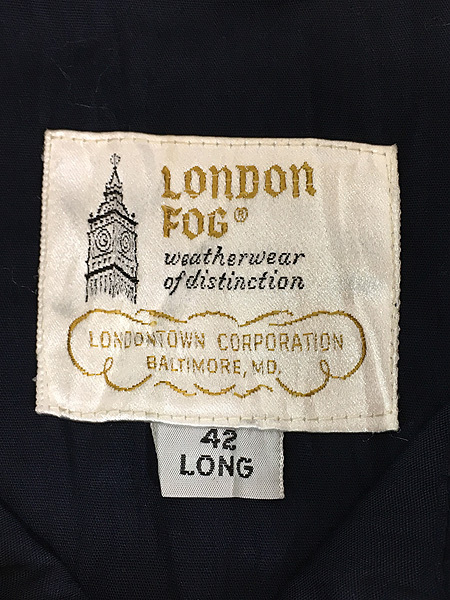 LONDON
FOG®
weatherwear
of distinction
LONDONTOWN CORPORATION
BALTIMORE, MD.
42
LONG